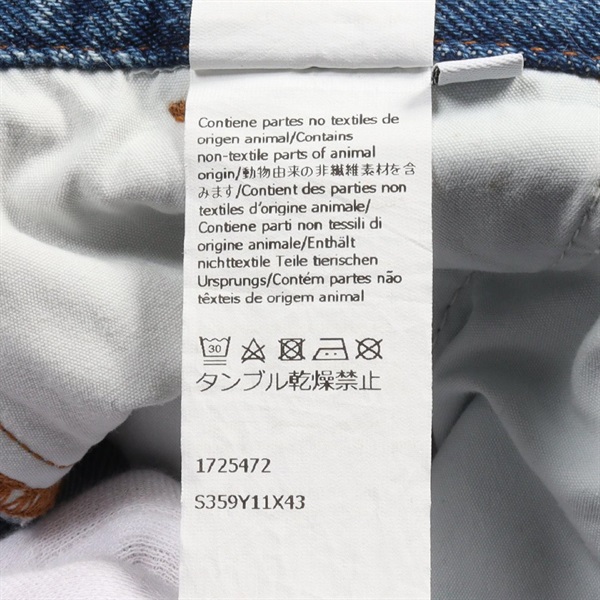 Contiene partes no textiles de
origen animal/Contains
non-textile parts of animal
origin/動物由来の非繊維素材を含
みます/Contient des parties non
textiles d'origine animale/
Contiene parti non tessili di
origine animale/Enthält
nichttextile Teile tierischen
Ursprungs/Contém partes não
têxteis de origem animal
30
タンブル乾燥禁止
1725472
S359Y11X43